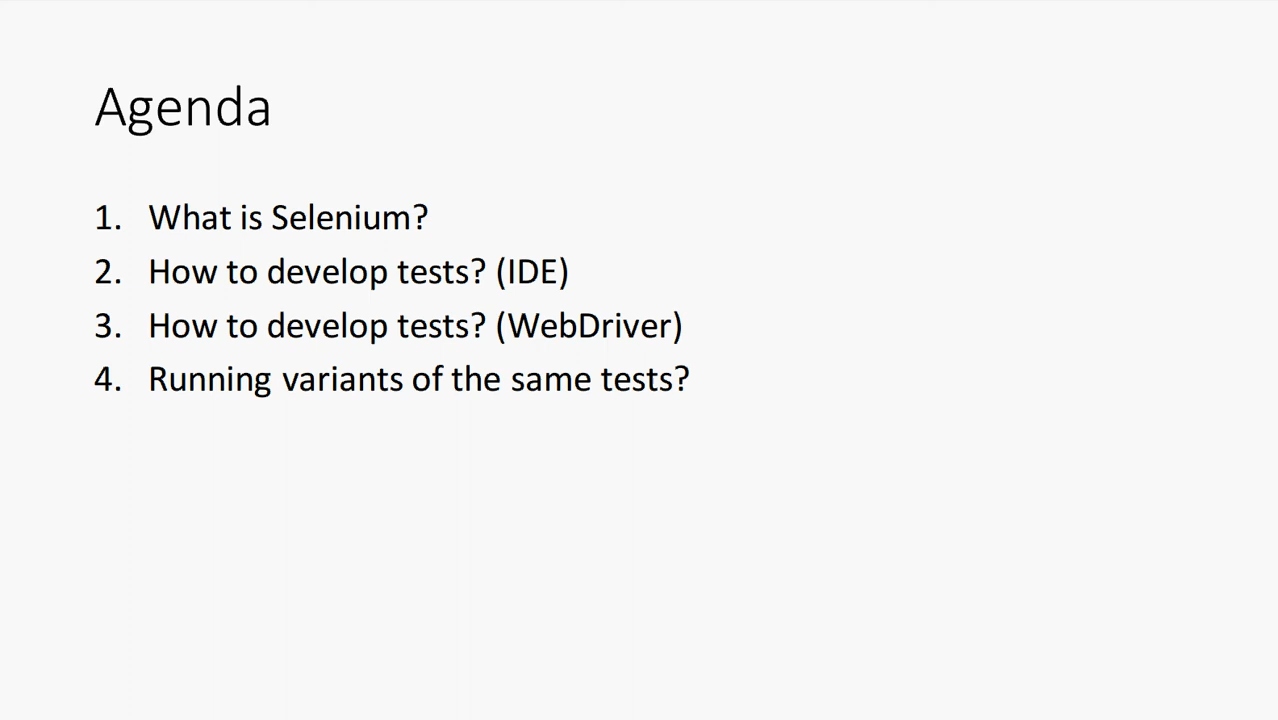 Agenda
1. What is Selenium?
2. How to develop tests? (IDE)
3. How to develop tests? (WebDriver)
4. Running variants of the same tests?